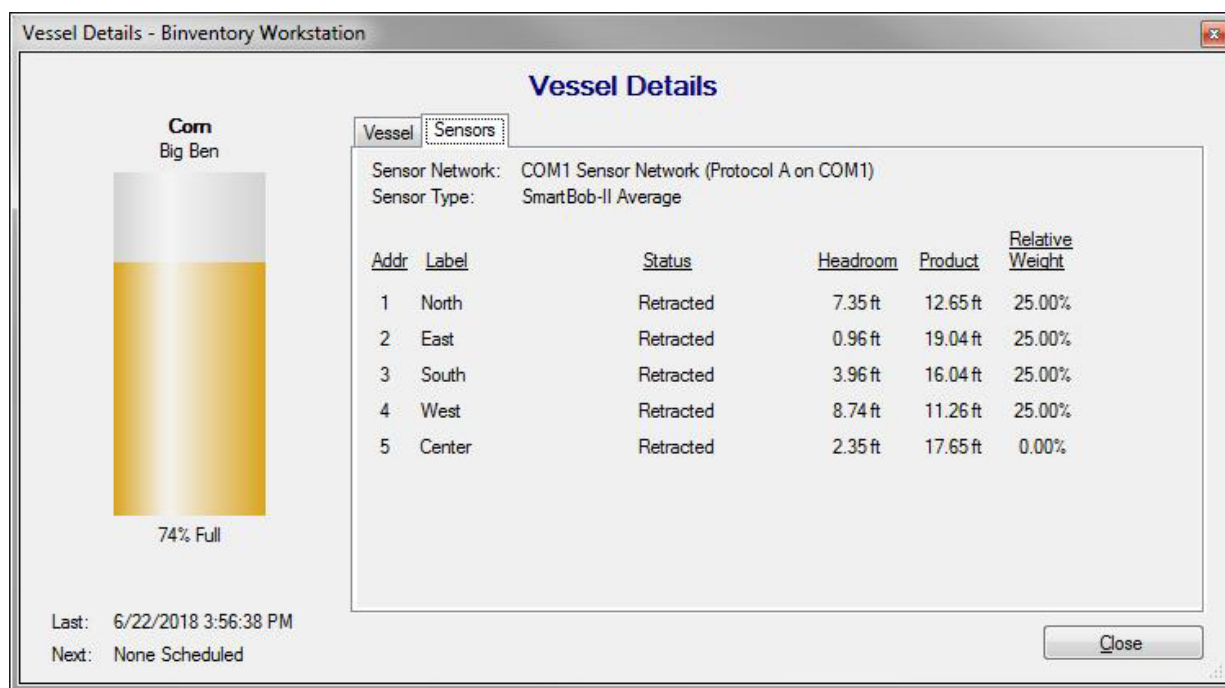 Vessel Details - Binventory Workstation
Vessel Details
Corn
Big Ben
74% Full
Last: 6/22/2018 3:56:38 PM
Next: None Scheduled
Vessel Sensors
Sensor Network: COM1 Sensor Network (Protocol A on COM1)
Sensor Type: SmartBob-II Average
Addr Label Status Headroom Product Relative Weight
1 North Retracted 7.35 ft 12.65 ft 25.00%
2 East Retracted 0.96 ft 19.04 ft 25.00%
3 South Retracted 3.96 ft 16.04 ft 25.00%
4 West Retracted 8.74 ft 11.26 ft 25.00%
5 Center Retracted 2.35 ft 17.65 ft 0.00%
Close